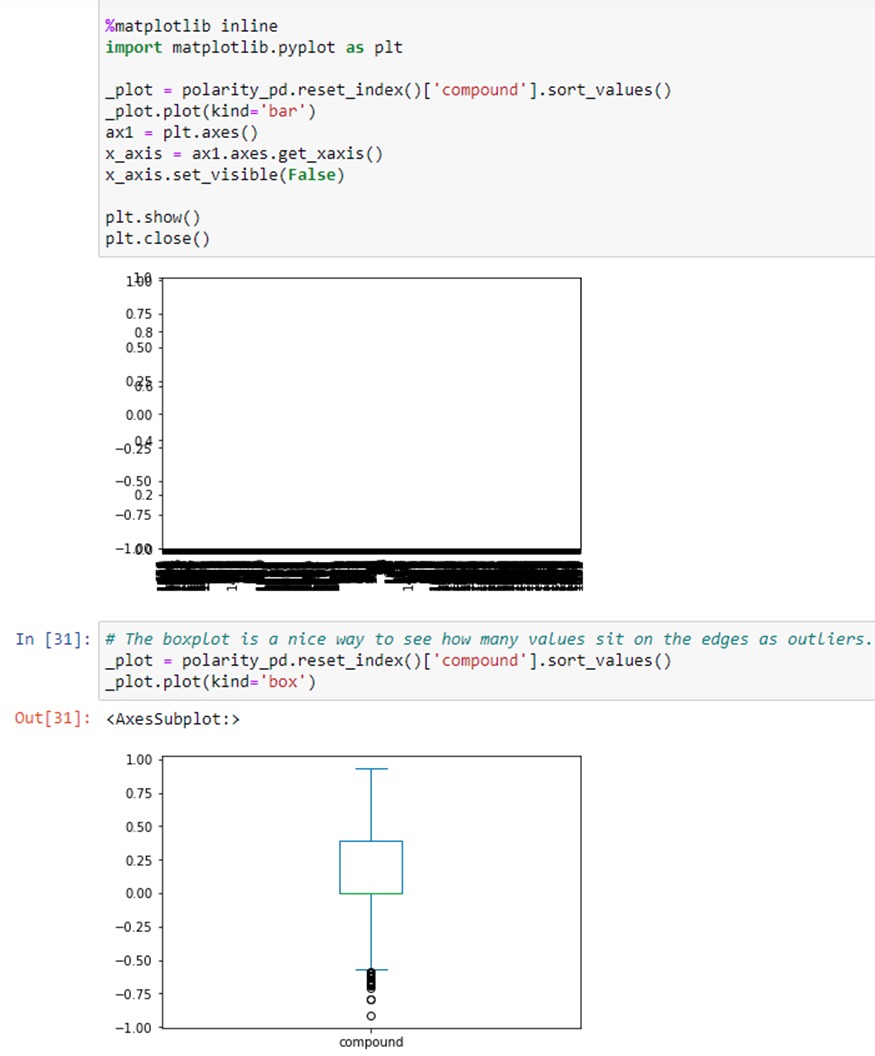 %matplotlib inline
import matplotlib.pyplot as plt
_plot = polarity_pd.reset_index()['compound'].sort_values()
_plot.plot(kind='bar')
ax1 = plt.axes()
x_axis = ax1.axes.get_xaxis()
x_axis.set_visible(False)
plt.show()
plt.close()
1.0
1.00
0.75
0.8
0.50
0.25
0.6
0.00
0.4
−0.25
−0.50
0.2
−0.75
−1.00
0.0
In [31]: # The boxplot is a nice way to see how many values sit on the edges as outliers.
_plot = polarity_pd.reset_index()['compound'].sort_values()
_plot.plot(kind='box')
Out[31]: <AxesSubplot:>
1.00
0.75
0.50
0.25
0.00
−0.25
−0.50
−0.75
−1.00
compound